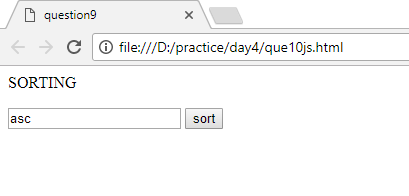 question9
file:///D:/practice/day4/que10js.html
SORTING
asc sort